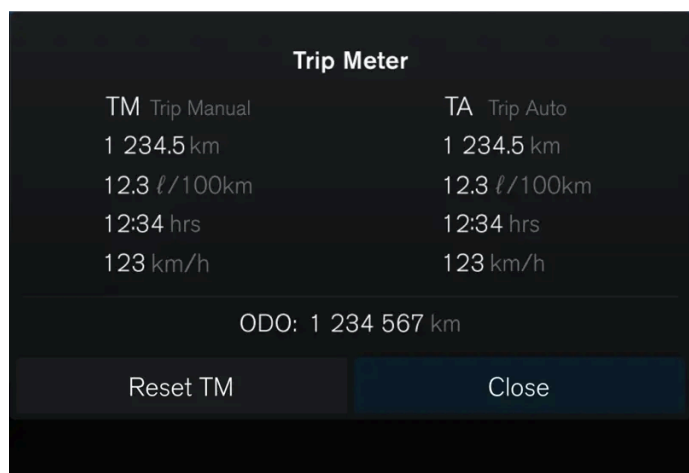 Trip Meter
TM Trip Manual
TA Trip Auto
1 234.5 km
1 234.5 km
12.3 ℓ/100km
12.3 ℓ/100km
12:34 hrs
12:34 hrs
123 km/h
123 km/h
ODO: 1 234 567 km
Reset TM
Close